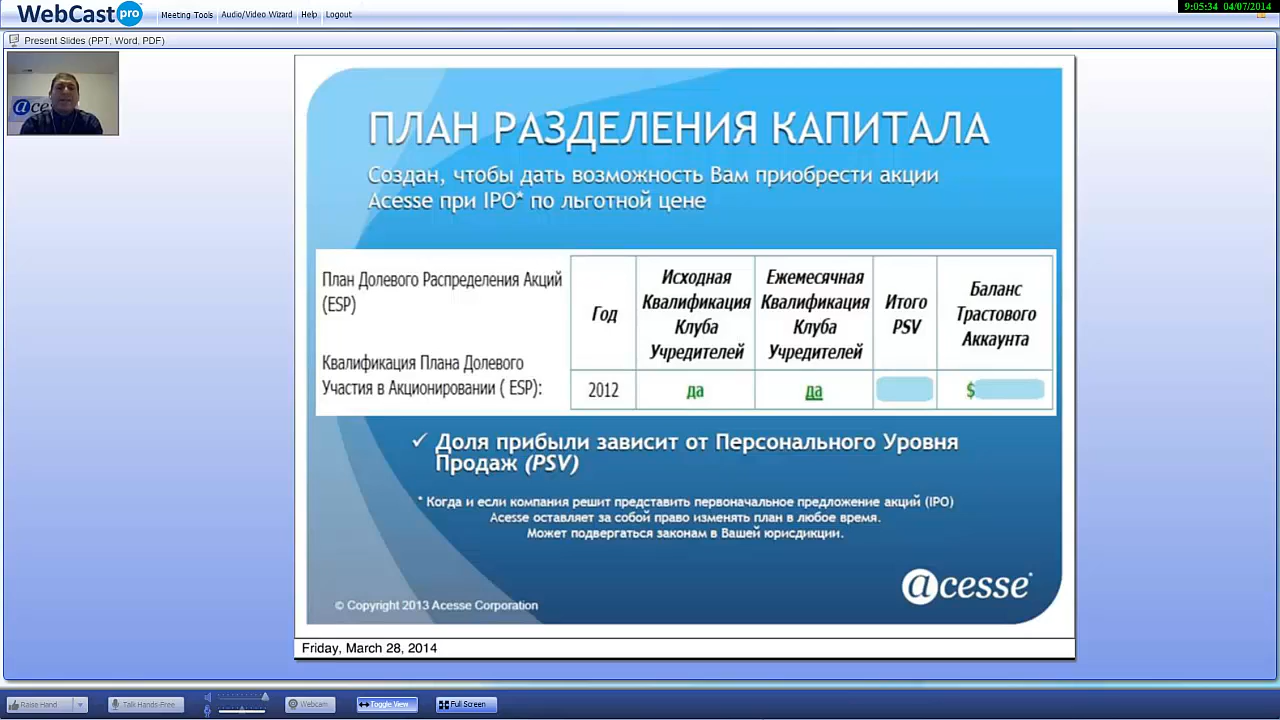 WebCast pro
Meeting Tools Audio/Video Wizard Help Logout
9:05:34 04/07/2014
Present Slides (PPT, Word, PDF)
ПЛАН РАЗДЕЛЕНИЯ КАПИТАЛА
Создан, чтобы дать возможность Вам приобрести акции
Acesse при IPO* по льготной цене
План Долевого Распределения Акций
(ESP)
Квалификация Плана Долевого
Участия в Акционировании ( ESP):
Год
Исходная
Квалификация
Клуба
Учредителей
Ежемесячная
Квалификация
Клуба
Учредителей
Итого
PSV
Баланс
Трастового
Аккаунта
2012 да да $
✓ Доля прибыли зависит от Персонального Уровня
Продаж (PSV)
* Когда и если компания решит представить первоначальное предложение акций (IPO)
Acesse оставляет за собой право изменять план в любое время.
Может подвергаться законам в Вашей юрисдикции.
acesse
© Copyright 2013 Acesse Corporation
Friday, March 28, 2014
Raise Hand Talk Hands-Free Webcam Toggle View Full Screen